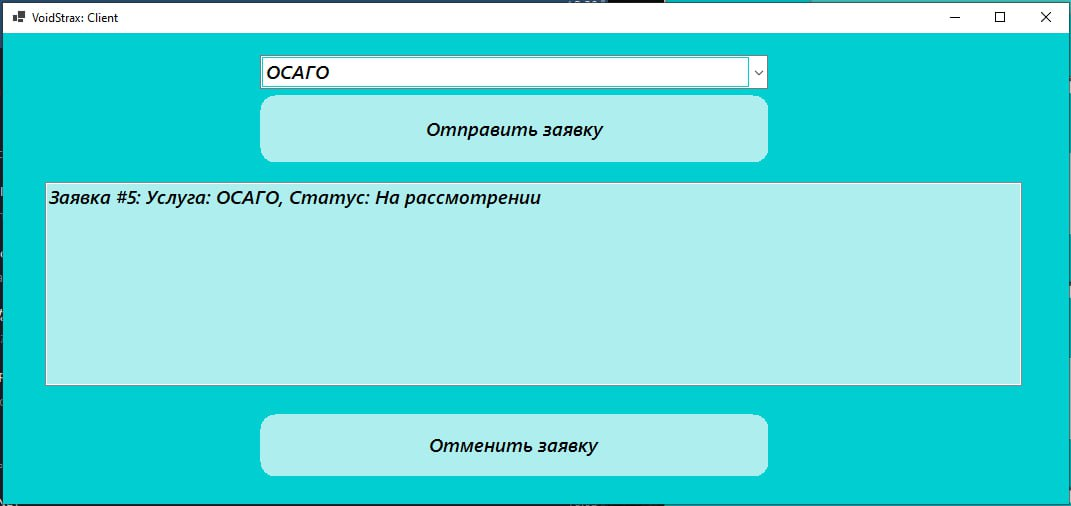 VoidStrax: Client
ОСАГО
Отправить заявку
Заявка #5: Услуга: ОСАГО, Статус: На рассмотрении
Отменить заявку